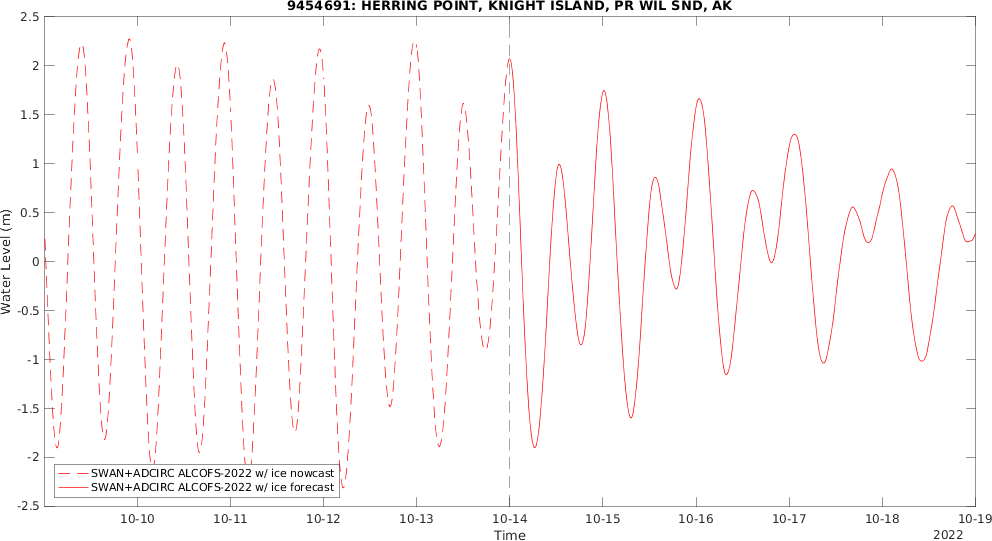 9454691: HERRING POINT, KNIGHT ISLAND, PR WIL SND, AK
2.5
2
1.5
1
0.5
0
-0.5
-1
-1.5
-2
-2.5
Water Level (m)
SWAN+ADCIRC ALCOFS-2022 w/ ice nowcast
SWAN+ADCIRC ALCOFS-2022 w/ ice forecast
10-10 10-11 10-12 10-13 10-14 10-15 10-16 10-17 10-18 10-19
Time
2022